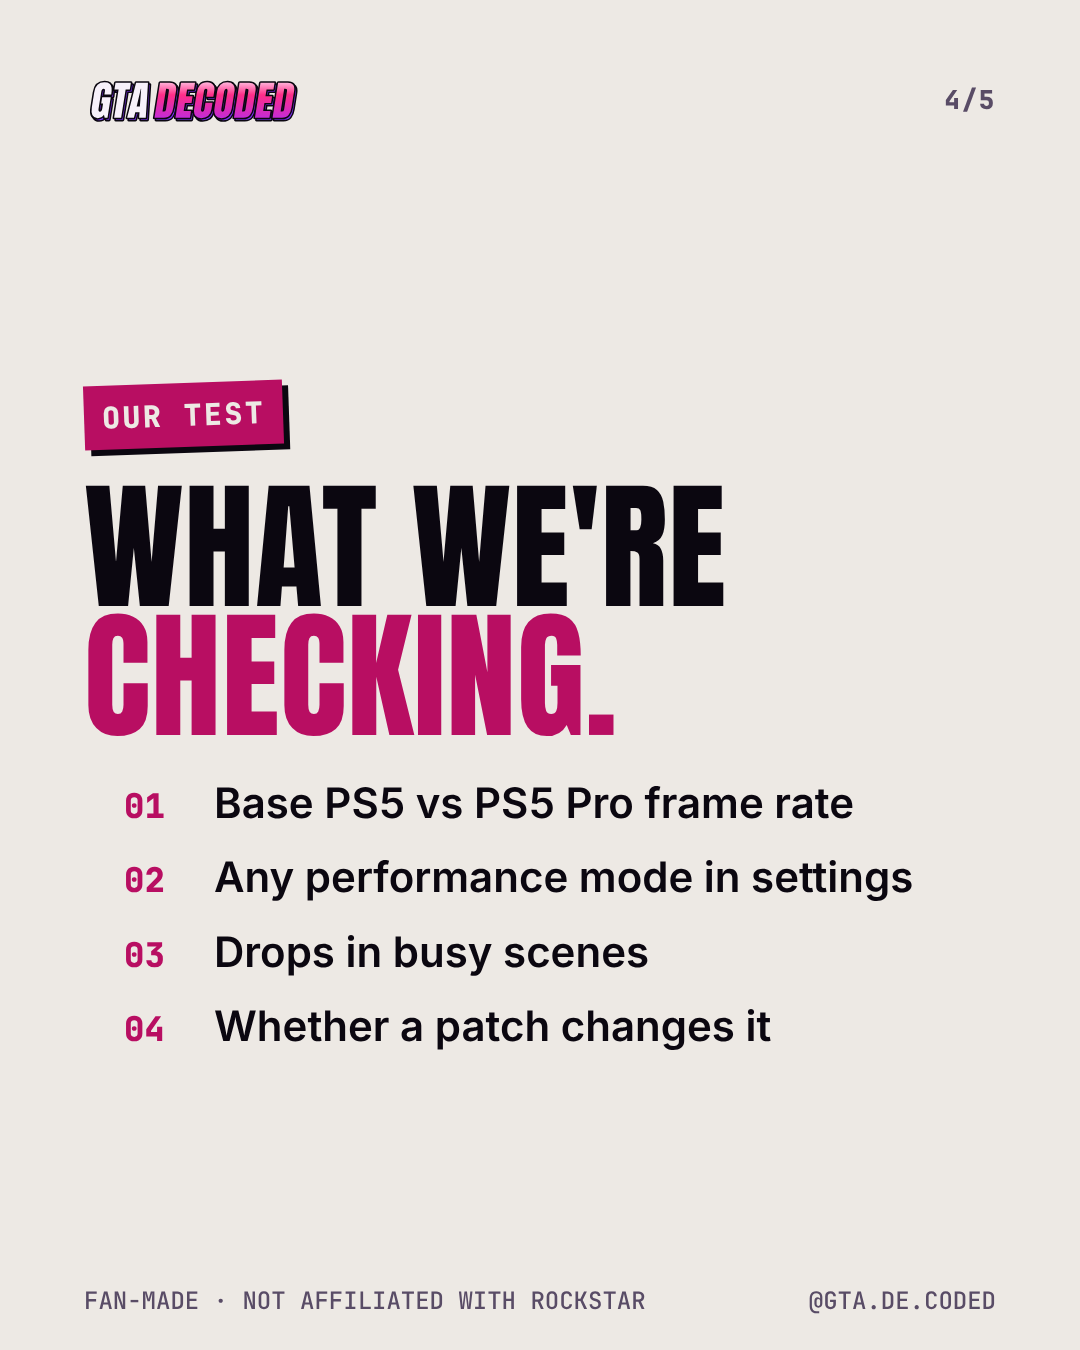 GTA DECODED
4/5
OUR TEST
WHAT WE'RE
CHECKING.
01 Base PS5 vs PS5 Pro frame rate
02 Any performance mode in settings
03 Drops in busy scenes
04 Whether a patch changes it
FAN-MADE · NOT AFFILIATED WITH ROCKSTAR
@GTA.DE.CODED